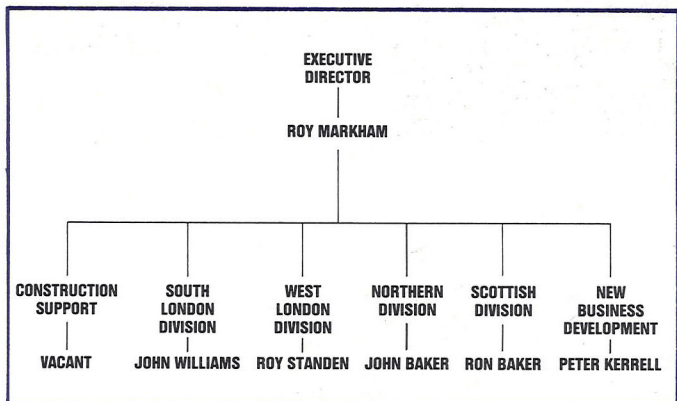 EXECUTIVE
DIRECTOR
ROY MARKHAM
CONSTRUCTION
SUPPORT
VACANT
SOUTH
LONDON
DIVISION
JOHN WILLIAMS
WEST
LONDON
DIVISION
ROY STANDEN
NORTHERN
DIVISION
JOHN BAKER
SCOTTISH
DIVISION
RON BAKER
NEW
BUSINESS
DEVELOPMENT
PETER KERRELL